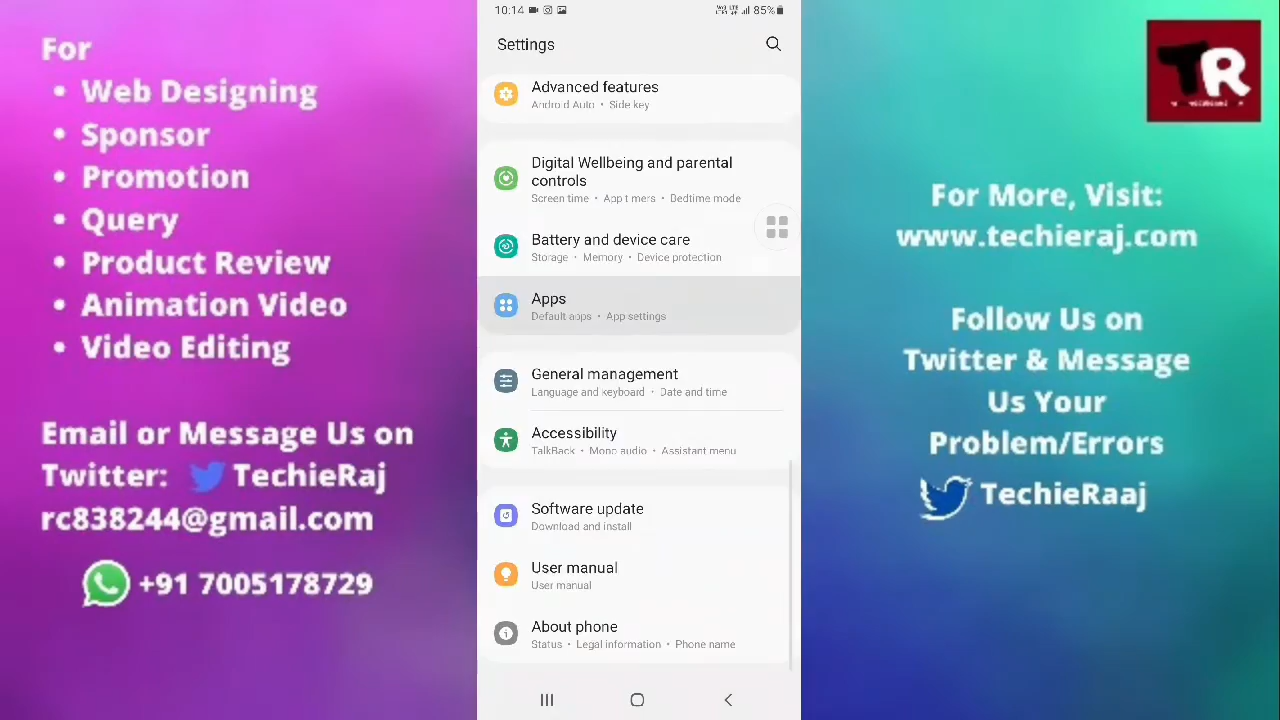 For
• Web Designing
• Sponsor
• Promotion
• Query
• Product Review
• Animation Video
• Video Editing
Email or Message Us on
Twitter: TechieRaj
rc838244@gmail.com
+91 7005178729
10:14
85%
Settings
Advanced features
Android Auto • Side key
Digital Wellbeing and parental
controls
Screen time • App t mers • Bedtime mode
Battery and device care
Storage • Memory • Device protection
Apps
Default apps • App settings
General management
Language and keyboard • Date and time
Accessibility
TalkBack • Mono audio • Assistant menu
Software update
Download and install
User manual
User manual
About phone
Status • Legal information • Phone name
TR
For More, Visit:
www.techieraj.com
Follow Us on
Twitter & Message
Us Your
Problem/Errors
TechieRaaj